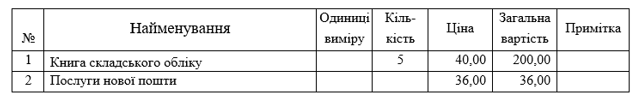 № Найменування Одиниці виміру Кіль-кість Ціна Загальна вартість Примітка
1 Книга складського обліку 5 40,00 200,00
2 Послуги нової пошти 36,00 36,00